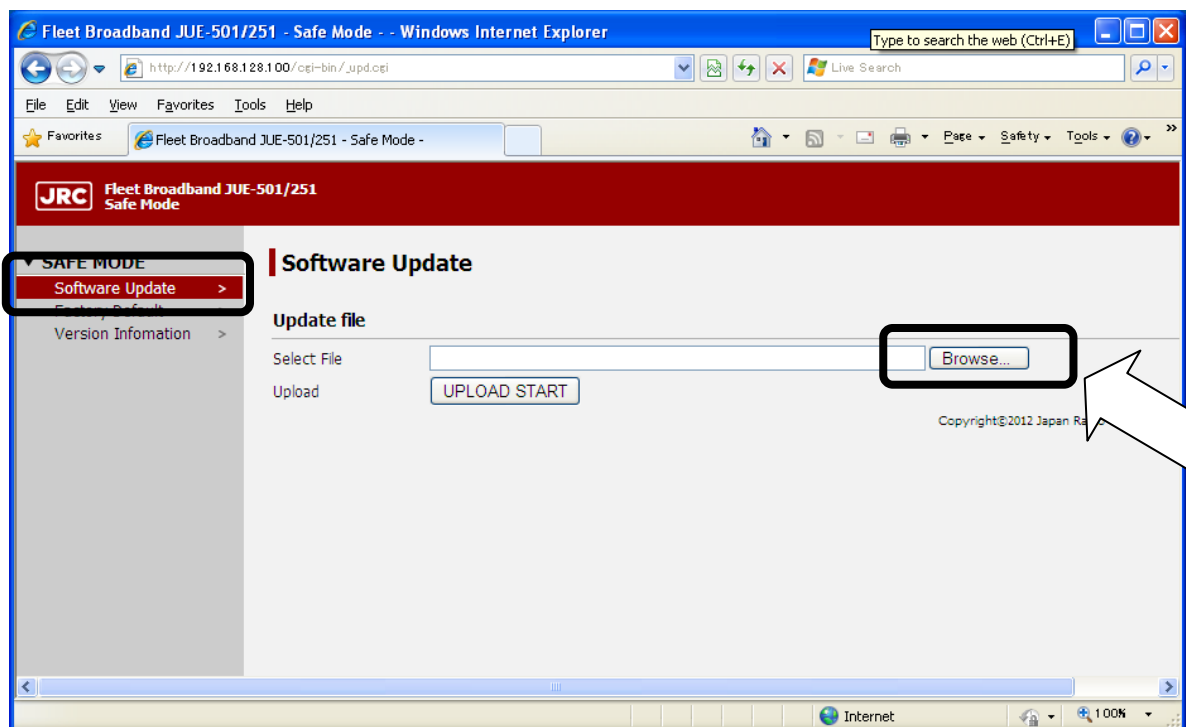 Fleet Broadband JUE-501/251 - Safe Mode - - Windows Internet Explorer
Type to search the web (Ctrl+E)
http://192.168.128.100/cgi-bin/_upd.cgi
Live Search
File Edit View Favorites Tools Help
Favorites
Fleet Broadband JUE-501/251 - Safe Mode -
Page Safety Tools
JRC
Fleet Broadband JUE-501/251
Safe Mode
SAFE MODE
Software Update >
Factory Default
Version Infomation >
Software Update
Update file
Select File
Browse...
Upload
UPLOAD START
Copyright©2012 Japan
Internet
100%